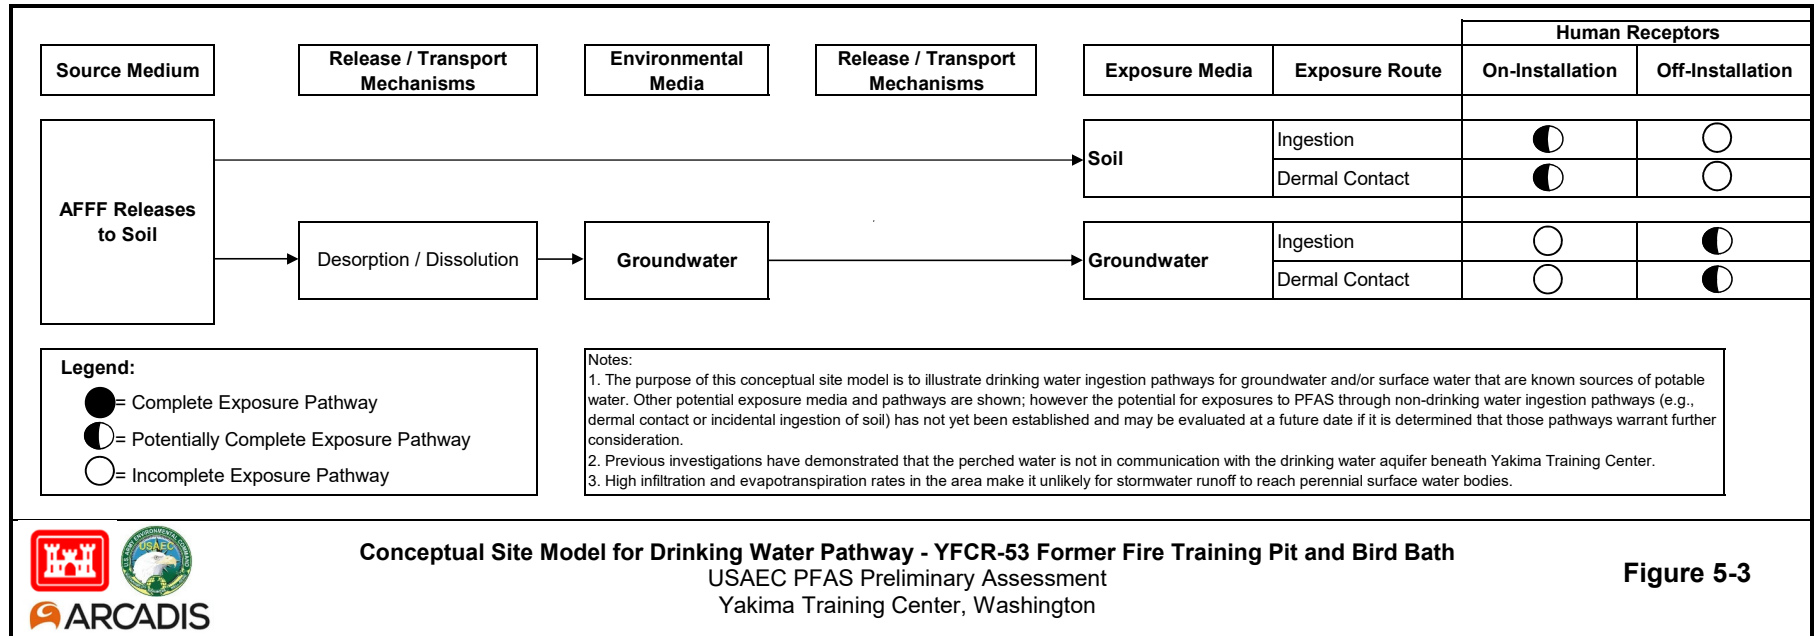 Human Receptors
Source Medium
Release / Transport
Mechanisms
Environmental
Media
Release / Transport
Mechanisms
Exposure Media
Exposure Route
On-Installation
Off-Installation
AFFF Releases
to Soil
Soil
Ingestion
Dermal Contact
Desorption / Dissolution
Groundwater
Groundwater
Ingestion
Dermal Contact
Legend:
= Complete Exposure Pathway
= Potentially Complete Exposure Pathway
= Incomplete Exposure Pathway
Notes:
1. The purpose of this conceptual site model is to illustrate drinking water ingestion pathways for groundwater and/or surface water that are known sources of potable
water. Other potential exposure media and pathways are shown; however the potential for exposures to PFAS through non-drinking water ingestion pathways (e.g.,
dermal contact or incidental ingestion of soil) has not yet been established and may be evaluated at a future date if it is determined that those pathways warrant further
consideration.
2. Previous investigations have demonstrated that the perched water is not in communication with the drinking water aquifer beneath Yakima Training Center.
3. High infiltration and evapotranspiration rates in the area make it unlikely for stormwater runoff to reach perennial surface water bodies.
U.S. ARMY ENVIRONMENTAL COMMAND
USAEC
ARCADIS
Conceptual Site Model for Drinking Water Pathway - YFCR-53 Former Fire Training Pit and Bird Bath
USAEC PFAS Preliminary Assessment
Yakima Training Center, Washington
Figure 5-3